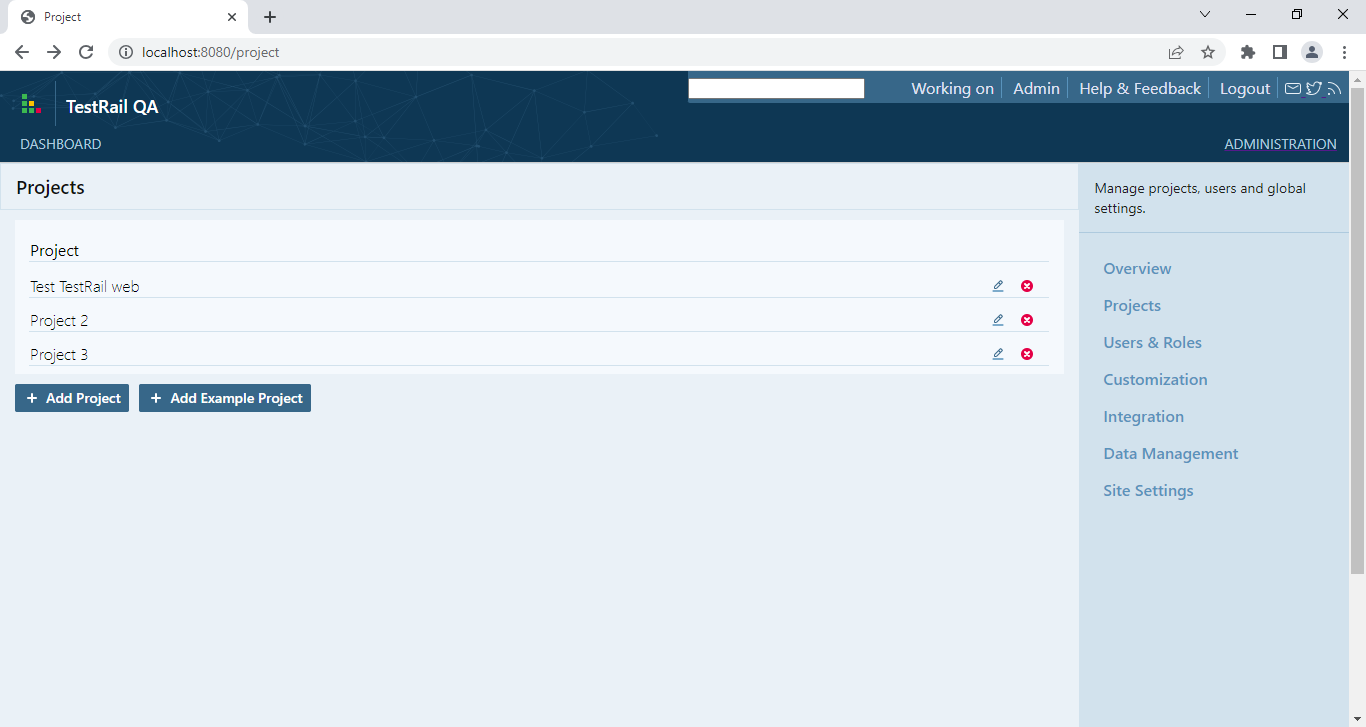 Project
localhost:8080/project
TestRail QA
Working on
Admin
Help & Feedback
Logout
DASHBOARD
ADMINISTRATION
Projects
Project
Test TestRail web
Project 2
Project 3
+ Add Project
+ Add Example Project
Manage projects, users and global
settings.
Overview
Projects
Users & Roles
Customization
Integration
Data Management
Site Settings